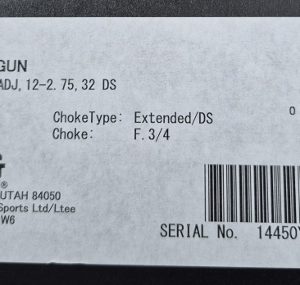 GUN
ADJ,12-2.75,32 DS
ChokeType: Extended/DS
Choke: F.3/4
0
G
®
UTAH 84050
Sports Ltd/Ltee
W6
SERIAL No. 14450